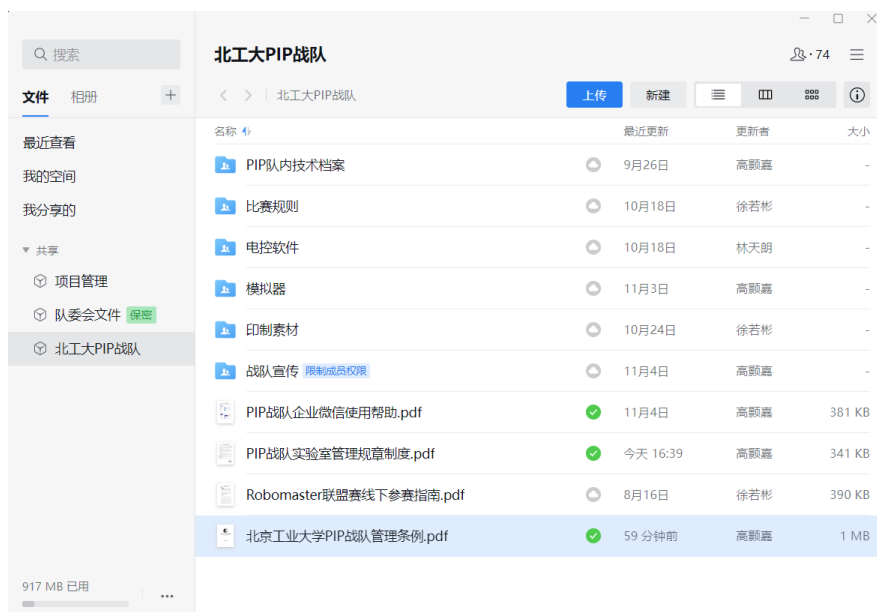 搜索
文件 相册
最近查看
我的空间
我分享的
共享
项目管理
队委会文件 保密
北工大PIP战队
917 MB 已用
北工大PIP战队
· 74
北工大PIP战队
上传 新建
名称 最近更新 更新者 大小
PIP队内技术档案 9月26日 高颢嘉 -
比赛规则 10月18日 徐若彬 -
电控软件 10月18日 林天朗 -
模拟器 11月3日 高颢嘉 -
印制素材 10月24日 徐若彬 -
战队宣传 限制成员权限 11月4日 高颢嘉 -
PIP战队企业微信使用帮助.pdf 11月4日 高颢嘉 381 KB
PIP战队实验室管理规章制度.pdf 今天 16:39 高颢嘉 341 KB
Robomaster联盟赛线下参赛指南.pdf 8月16日 徐若彬 390 KB
北京工业大学PIP战队管理条例.pdf 59 分钟前 高颢嘉 1 MB